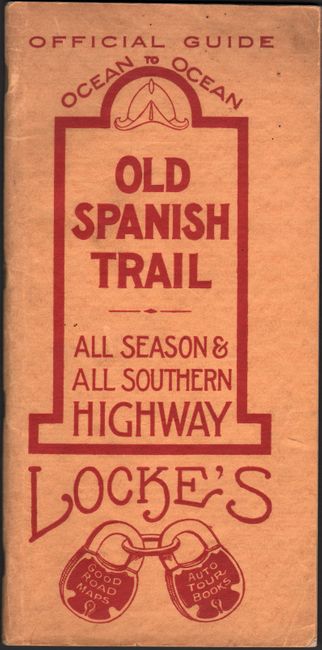 OFFICIAL GUIDE
OCEAN TO OCEAN
OLD
SPANISH
TRAIL
ALL SEASON &
ALL SOUTHERN
HIGHWAY
LOCKE'S
GOOD
ROAD
MAPS
AUTO
TOUR
BOOKS